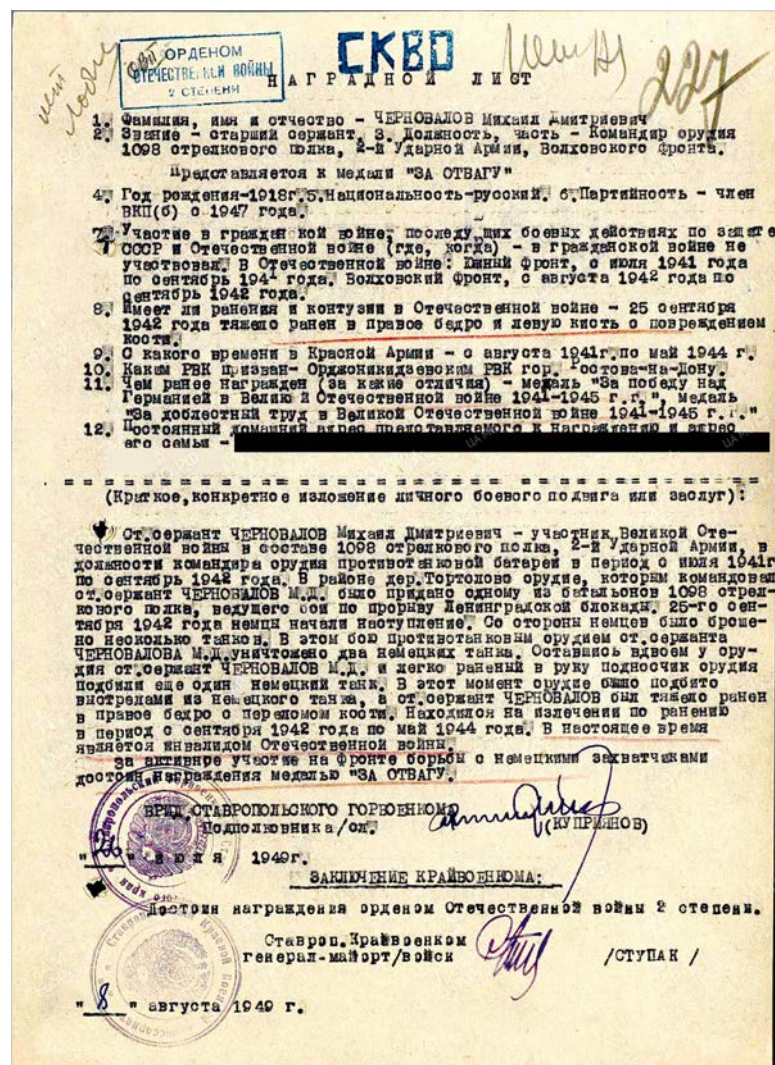 ОРДЕНОМ
ОТЕЧЕСТВЕННОЙ ВОЙНЫ
2 СТЕПЕНИ
СКВО
227
НАГРАДНОЙ ЛИСТ
1. Фамилия, имя и отчество - ЧЕРНОВАЛОВ Михаил Дмитриевич
2. Звание - старший сержант. 3. Должность, часть - Командир орудия
1098 стрелкового полка, 2-й Ударной Армии, Волховского фронта.
Представляется к медали "ЗА ОТВАГУ"
4. Год рождения-1918г.5.Национальность-русский. 6.Партийность - член
ВКП(б) с 1947 года.
7. Участие в гражданской войне, последующих боевых действиях по защите
СССР и Отечественной войне (где, когда) - в гражданской войне не
участвовал. В Отечественной войне: Южный фронт, с июля 1941 года
по сентябрь 1941 года. Волховский фронт, с августа 1942 года по
сентябрь 1942 года.
8. Имеет ли ранения и контузии в Отечественной войне - 25 сентября
1942 года тяжело ранен в правое бедро и левую кисть с повреждением
кости.
9. С какого времени в Красной Армии - с августа 1941г.по май 1944 г.
10. Каким РВК призван- Орджоникидзевским РВК гор. Ростова-на-Дону.
11. Чем ранее награжден (за какие отличия) - медаль "За победу над
Германией в Великой Отечественной войне 1941-1945 г.г.", медаль
"За доблестный труд в Великой Отечественной войне 1941-1945 г.г."
12. Постоянный домашний адрес представляемого к награждению и адрес
его семьи -
(Краткое,конкретное изложение личного боевого подвига или заслуг):
Ст.сержант ЧЕРНОВАЛОВ Михаил Дмитриевич - участник Великой Оте-
чественной войны в составе 1098 стрелкового полка, 2-й Ударной Армии, в
должности командира орудия противотанковой батареи в период с июля 1941г
по сентябрь 1942 года. В районе дер.Тортолово орудие, которым командовал
ст.сержант ЧЕРНОВАЛОВ М.Д. было придано одному из батальонов 1098 стрел-
кового полка, ведущего бои по прорыву Ленинградской блокады. 25-го сен-
тября 1942 года немцы начали наступление. Со стороны немцев было броше-
но несколько танков. В этом бою противотанковым орудием ст.сержанта
ЧЕРНОВАЛОВА М.Д.уничтожено два немецких танка. Оставшись вдвоем у ору-
дия ст.сержант ЧЕРНОВАЛОВ М.Д. и легко раненый в руку подносчик орудия
подбили еще один немецкий танк. В этот момент орудие было подбито
выстрелами из немецкого танка, а ст.сержант ЧЕРНОВАЛОВ был тяжело ранен
в правое бедро с переломом кости. Находился на излечении по ранению
в период с сентября 1942 года по май 1944 года. В настоящее время
является инвалидом Отечественной войны.
За активное участие на фронте борьбы с немецкими захватчиками
достоин награждения медалью "ЗА ОТВАГУ.
ВРИД.СТАВРОПОЛЬСКОГО ГОРВОЕНКОМА
Подполковника/сл.
(КУПРИЯНОВ)
"26" июля 1949г.
ЗАКЛЮЧЕНИЕ КРАЙВОЕНКОМА:
Достоин награждения орденом Отечественной войны 2 степени.
Ставроп.Крайвоенком
генерал-майор т/войск
/СТУПАК /
"8" августа 1949 г.